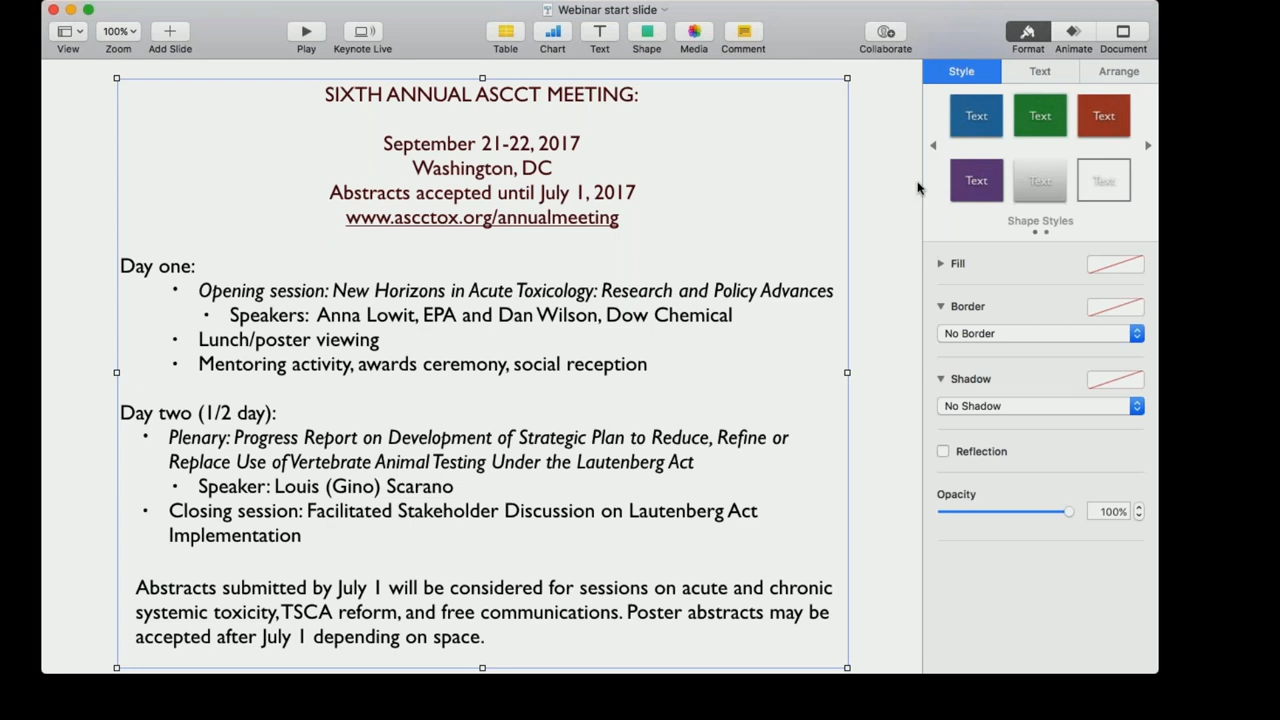 Webinar start slide
100%
View
Zoom
Add Slide
Play
Keynote Live
Table
Chart
Text
Shape
Media
Comment
Collaborate
Format
Animate
Document
SIXTH ANNUAL ASCCT MEETING:
September 21-22, 2017
Washington, DC
Abstracts accepted until July 1, 2017
www.ascctox.org/annualmeeting
Day one:
• Opening session: New Horizons in Acute Toxicology: Research and Policy Advances
• Speakers: Anna Lowit, EPA and Dan Wilson, Dow Chemical
• Lunch/poster viewing
• Mentoring activity, awards ceremony, social reception
Day two (1/2 day):
• Plenary: Progress Report on Development of Strategic Plan to Reduce, Refine or
Replace Use of Vertebrate Animal Testing Under the Lautenberg Act
• Speaker: Louis (Gino) Scarano
• Closing session: Facilitated Stakeholder Discussion on Lautenberg Act
Implementation
Abstracts submitted by July 1 will be considered for sessions on acute and chronic
systemic toxicity, TSCA reform, and free communications. Poster abstracts may be
accepted after July 1 depending on space.
Style
Text
Arrange
Text
Text
Text
Text
Text
Text
Shape Styles
Fill
Border
No Border
Shadow
No Shadow
Reflection
Opacity
100%